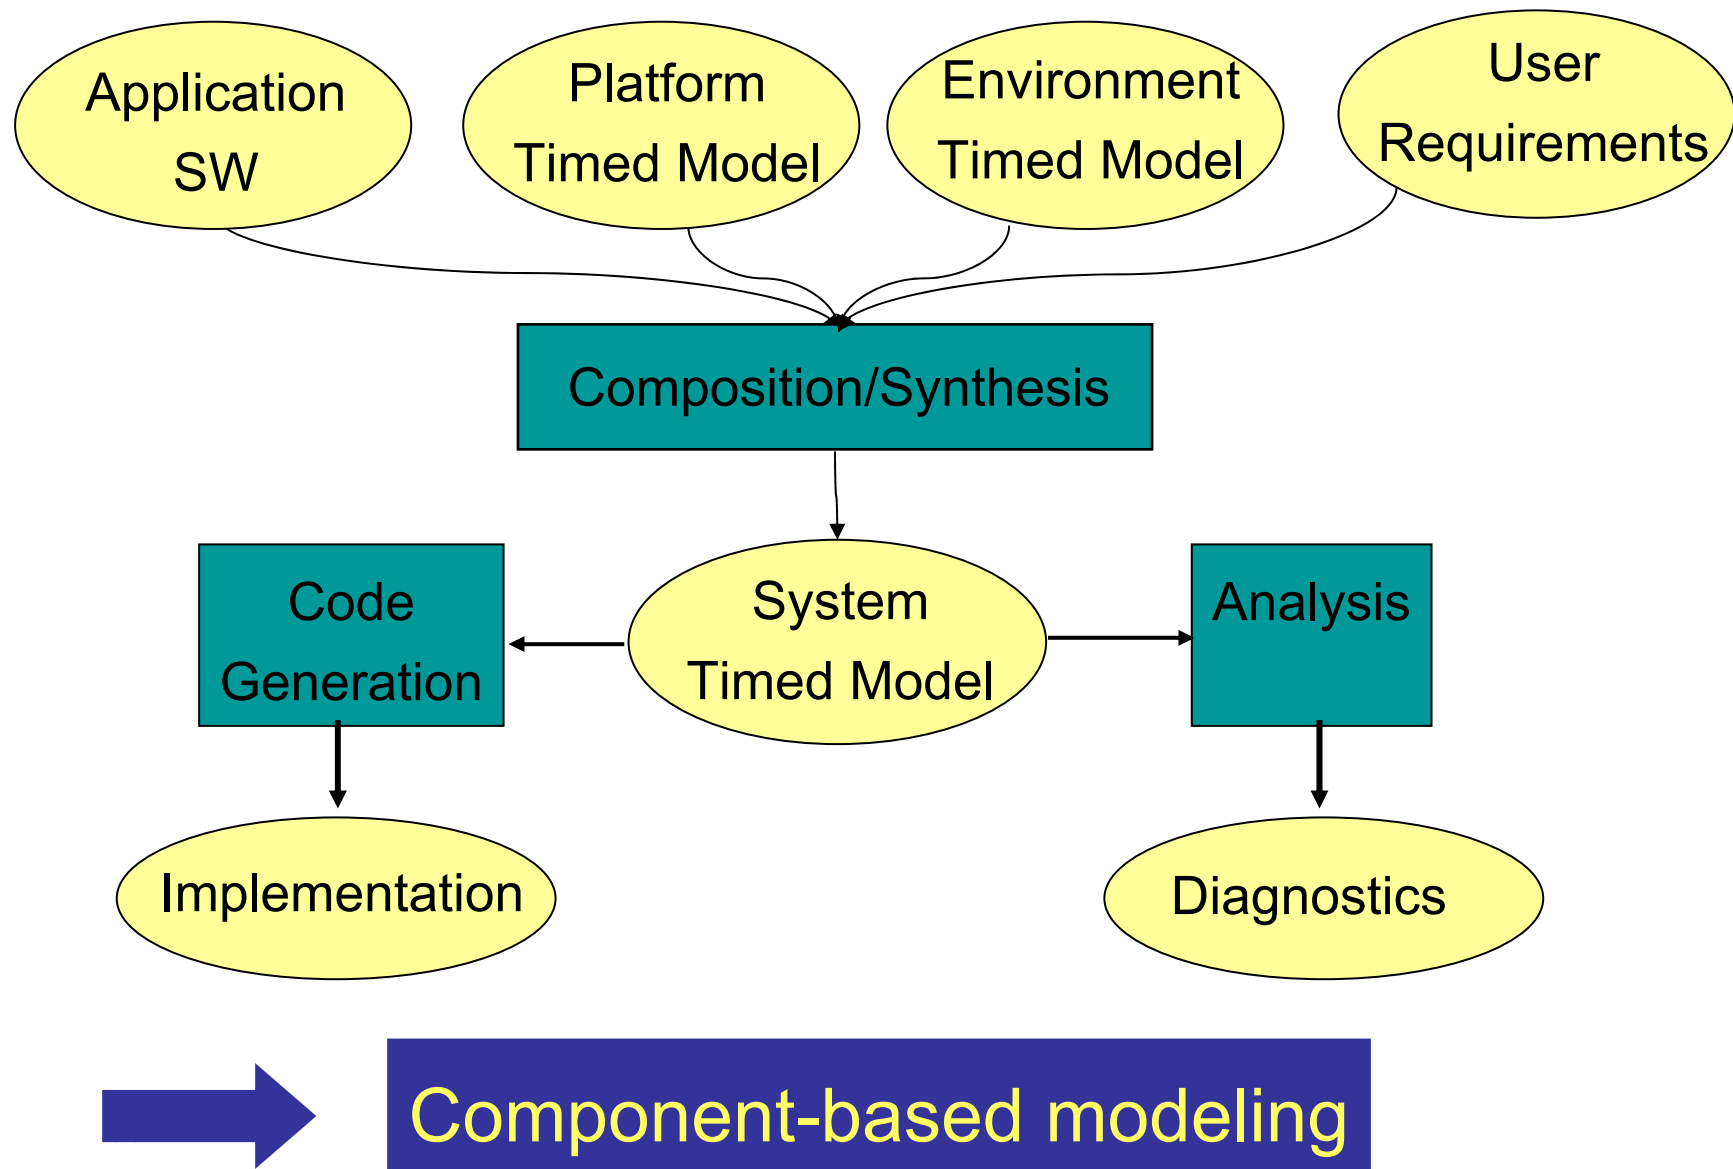 Application
SW
Platform
Timed Model
Environment
Timed Model
User
Requirements
Composition/Synthesis
Code
Generation
System
Timed Model
Analysis
Implementation
Diagnostics
Component-based modeling